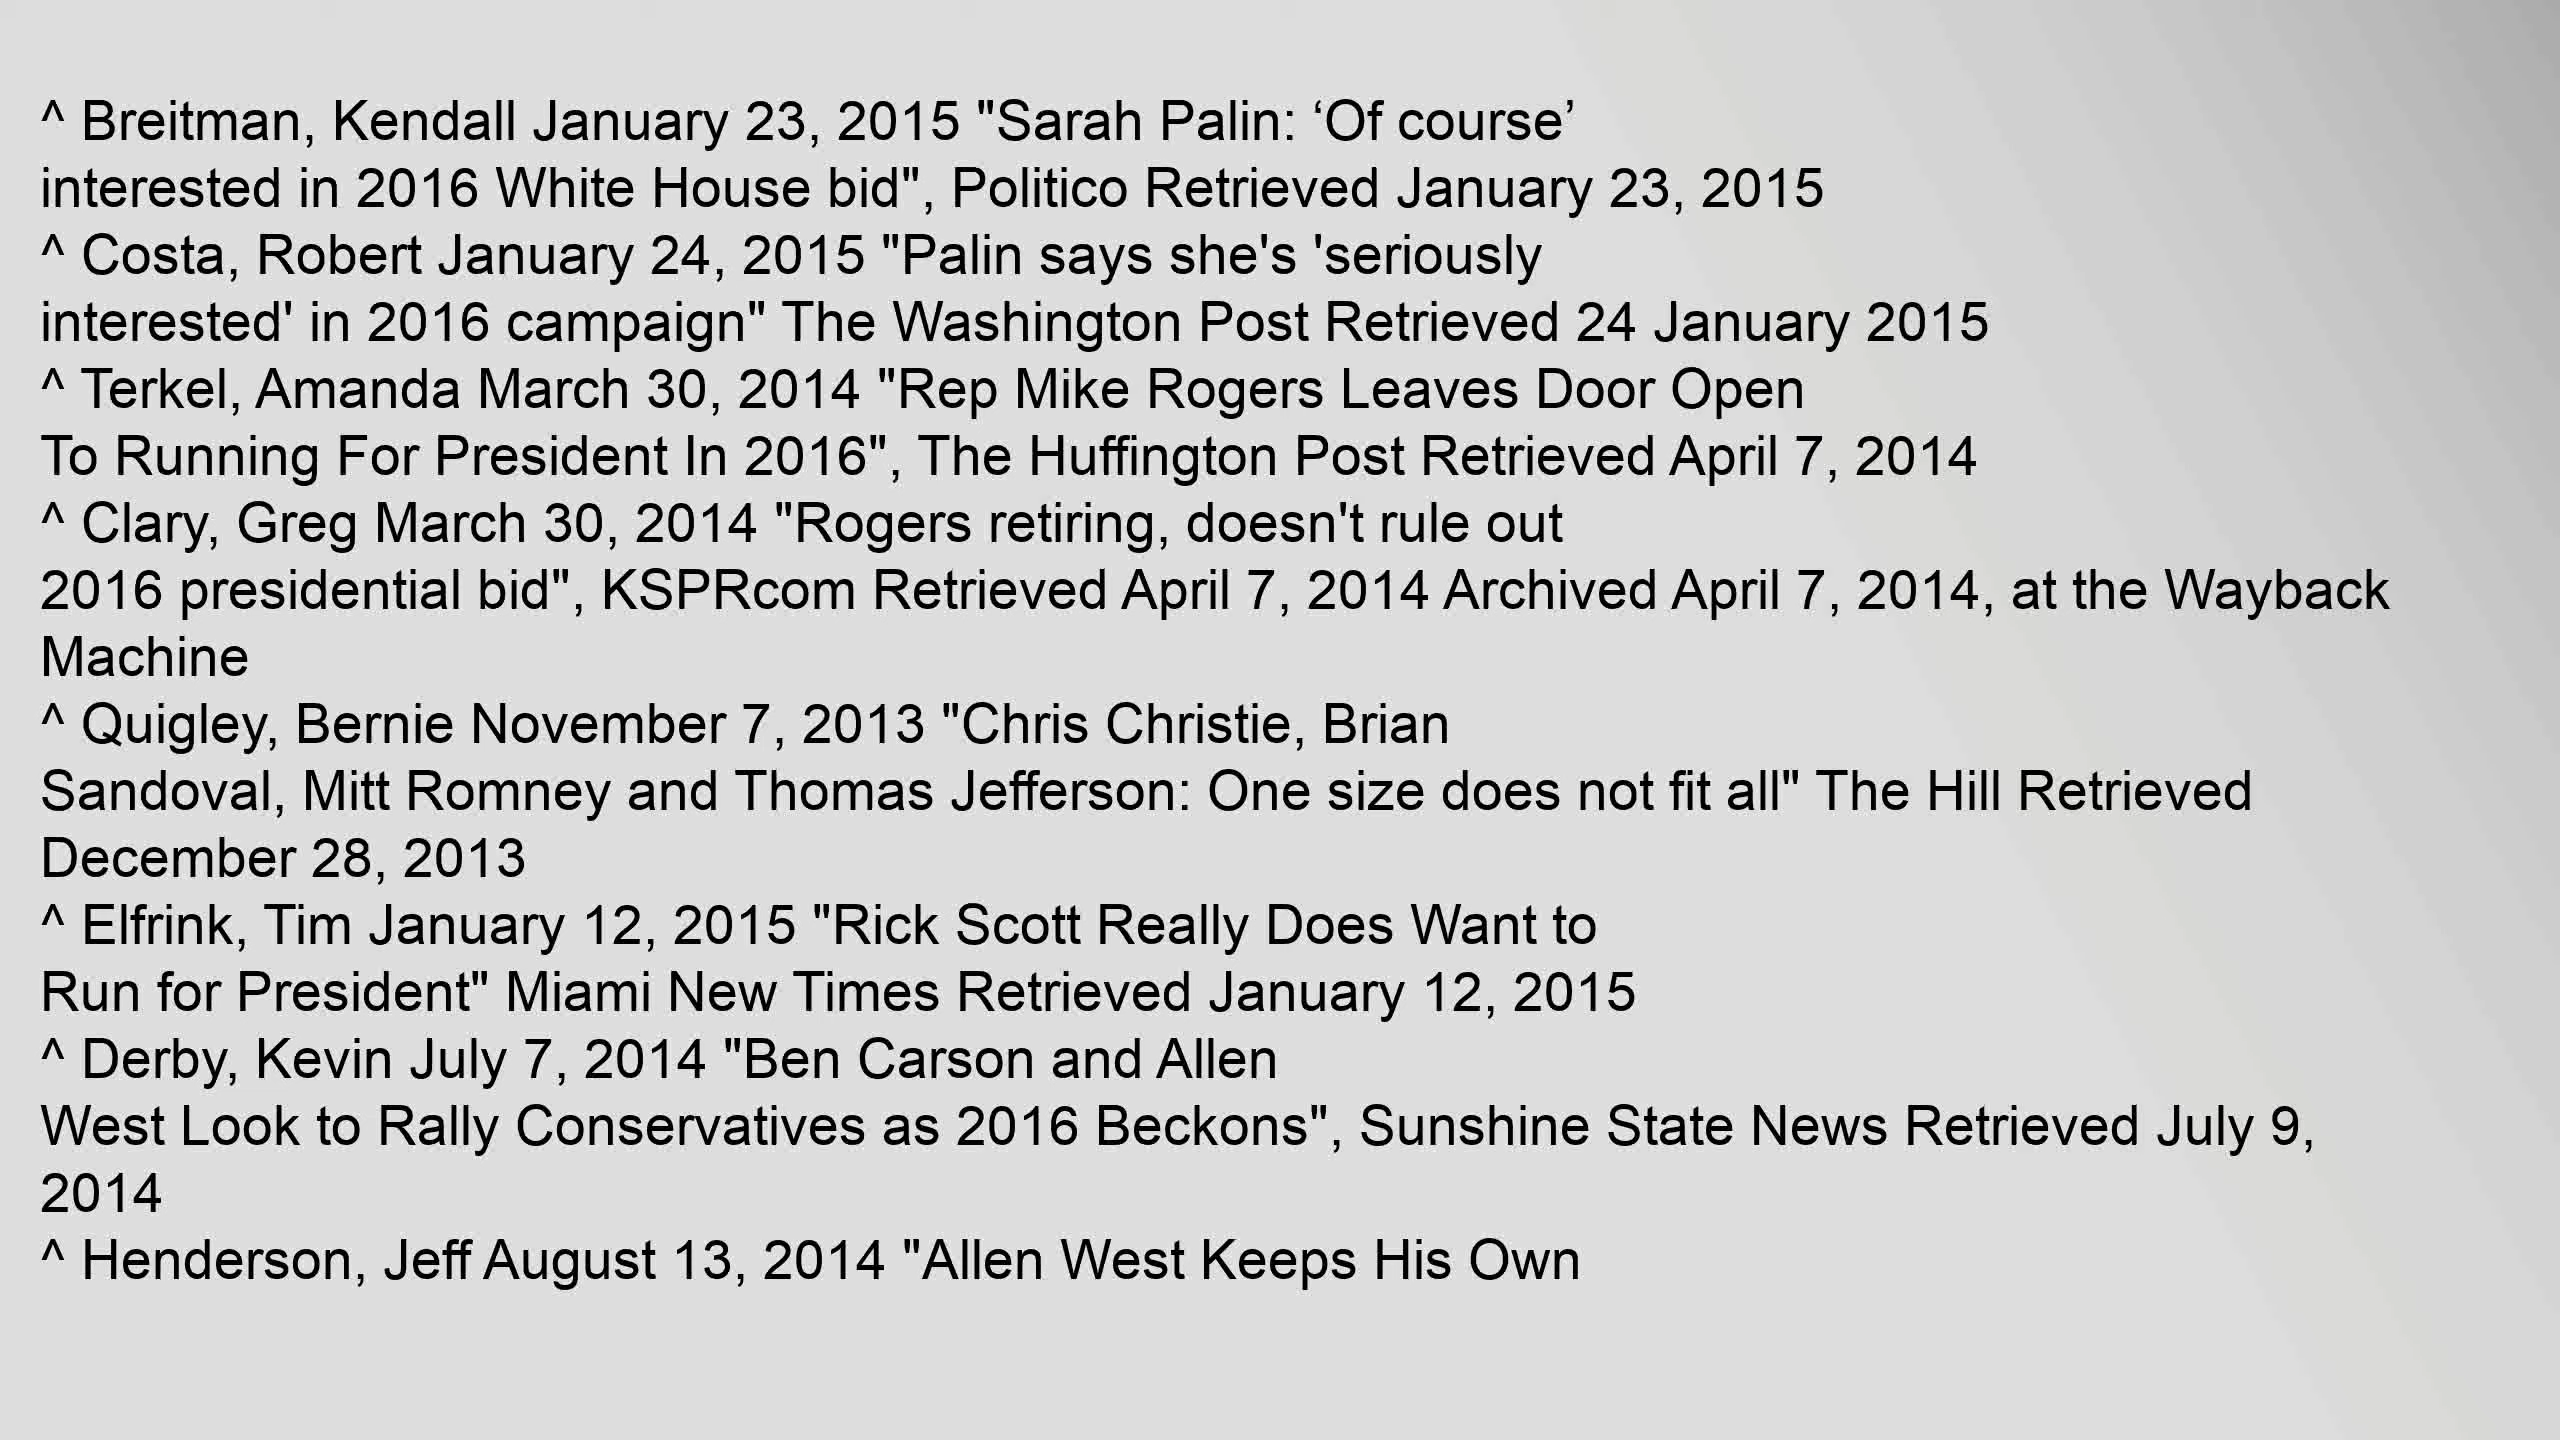 ^ Breitman, Kendall January 23, 2015 "Sarah Palin: ‘Of course’
interested in 2016 White House bid", Politico Retrieved January 23, 2015
^ Costa, Robert January 24, 2015 "Palin says she's 'seriously
interested' in 2016 campaign" The Washington Post Retrieved 24 January 2015
^ Terkel, Amanda March 30, 2014 "Rep Mike Rogers Leaves Door Open
To Running For President In 2016", The Huffington Post Retrieved April 7, 2014
^ Clary, Greg March 30, 2014 "Rogers retiring, doesn't rule out
2016 presidential bid", KSPRcom Retrieved April 7, 2014 Archived April 7, 2014, at the Wayback
Machine
^ Quigley, Bernie November 7, 2013 "Chris Christie, Brian
Sandoval, Mitt Romney and Thomas Jefferson: One size does not fit all" The Hill Retrieved
December 28, 2013
^ Elfrink, Tim January 12, 2015 "Rick Scott Really Does Want to
Run for President" Miami New Times Retrieved January 12, 2015
^ Derby, Kevin July 7, 2014 "Ben Carson and Allen
West Look to Rally Conservatives as 2016 Beckons", Sunshine State News Retrieved July 9,
2014
^ Henderson, Jeff August 13, 2014 "Allen West Keeps His Own